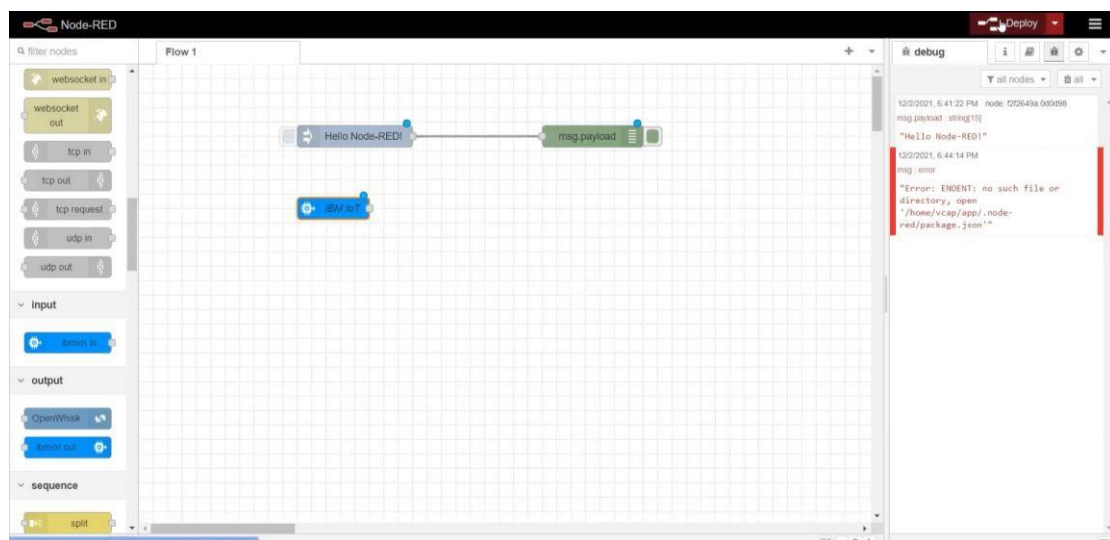 Node-RED
Deploy
filter nodes
Flow 1
debug
i
all nodes
all
websocket in
websocket
out
tcp in
tcp out
tcp request
udp in
udp out
input
ibmiot in
output
OpenWhisk
ibmiot out
sequence
split
Hello Node-RED!
msg.payload
IBM IoT
12/2/2021, 6:41:22 PM node: f2f2649a.0d0d98
msg.payload : string[15]
"Hello Node-RED!"
12/2/2021, 6:44:14 PM
msg : error
"Error: ENOENT: no such file or
directory, open
'/home/vcap/app/.node-
red/package.json'"